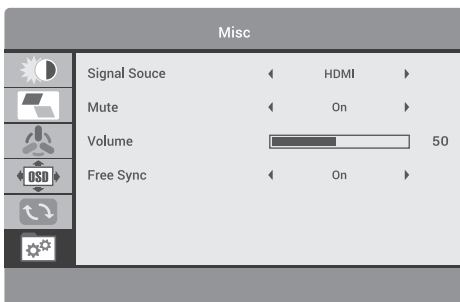 Misc
Signal Souce HDMI
Mute On
Volume 50
OSD
Free Sync On